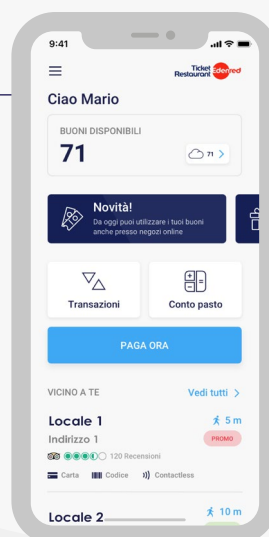 9:41
Ticket
Restaurant Edenred
Ciao Mario
BUONI DISPONIBILI
71
71
Novità!
Da oggi puoi utilizzare i tuoi buoni
anche presso negozi online
Transazioni
Conto pasto
PAGA ORA
VICINO A TE
Vedi tutti
Locale 1
5 m
Indirizzo 1
PROMO
120 Recensioni
Carta
Codice
Contactless
Locale 2
10 m